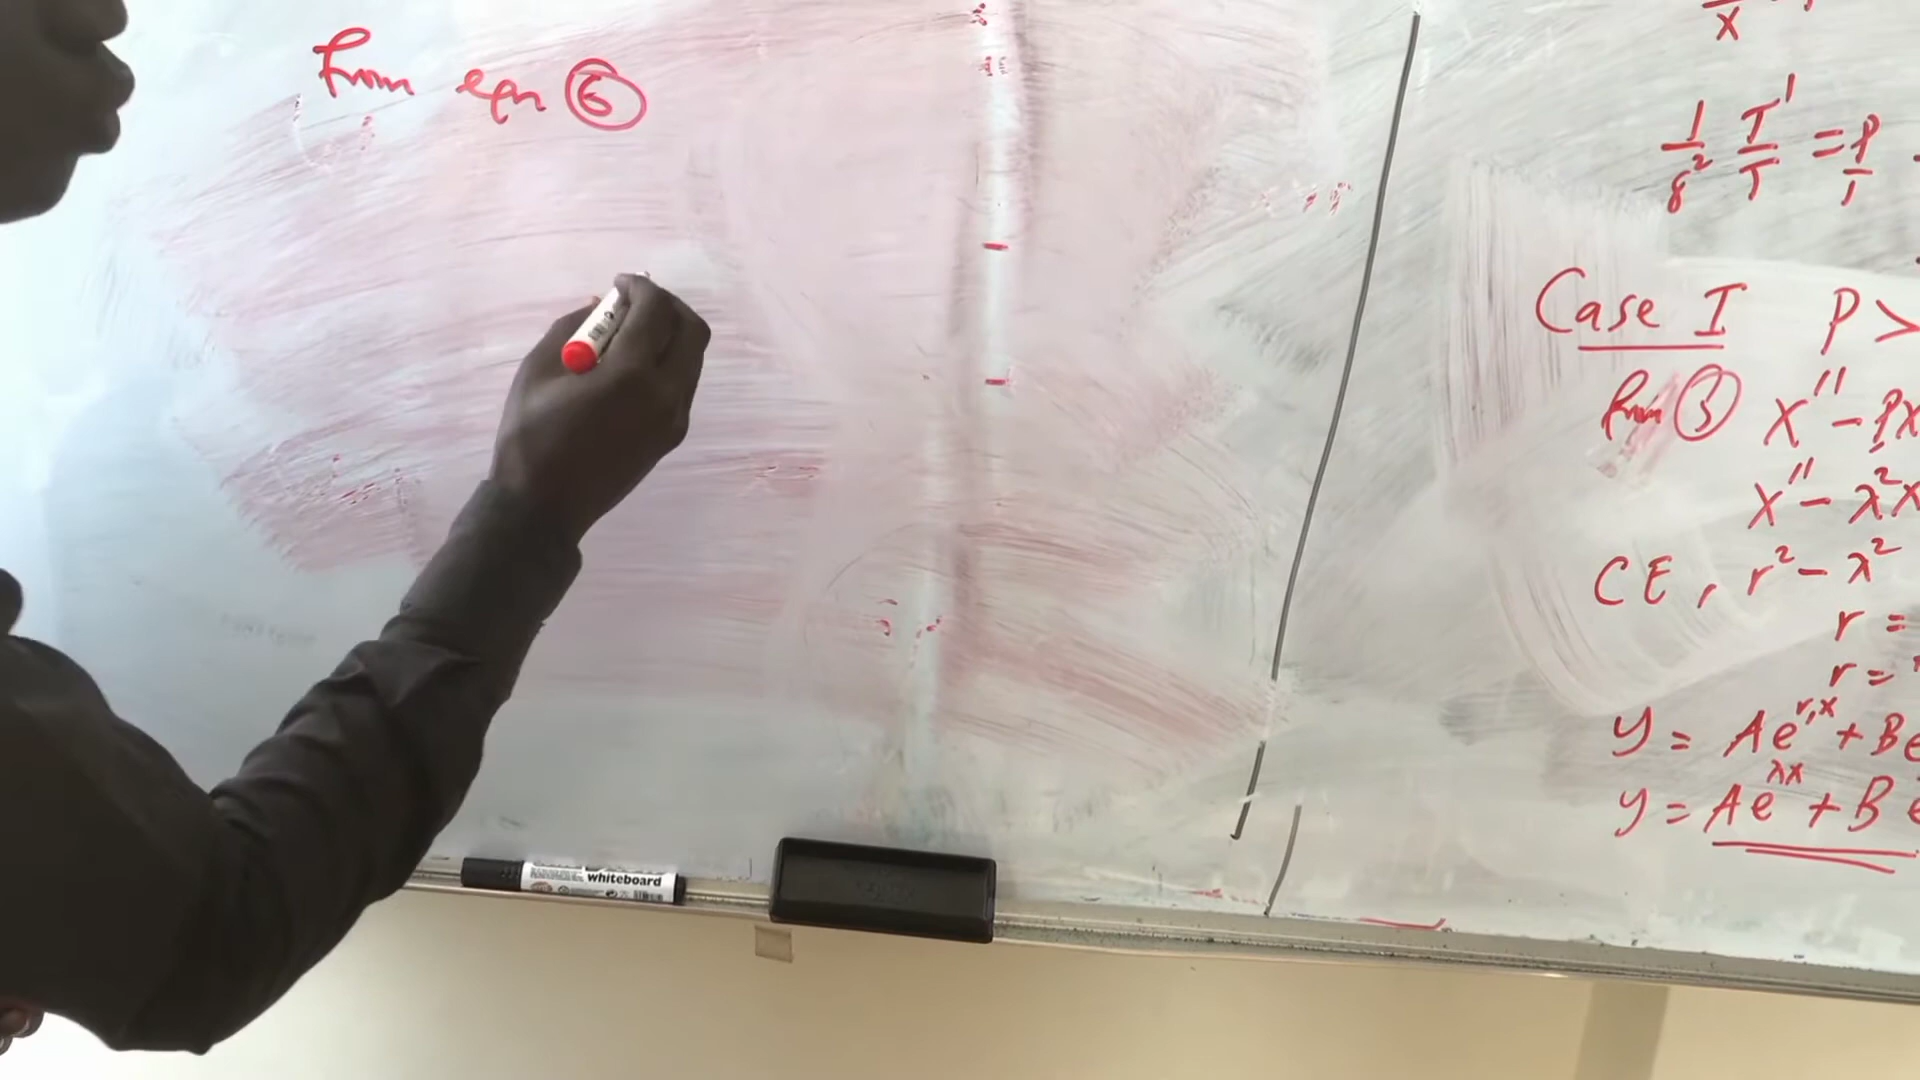 From eqn ⑥
X
1/8² T'/T = P/1
Case I P >
from ③ X'' - PX
X'' - λ²X
CE, r² - λ²
r =
r =
y = Ae^{r₁x} + Be
y = Ae^{λx} + Be
whiteboard